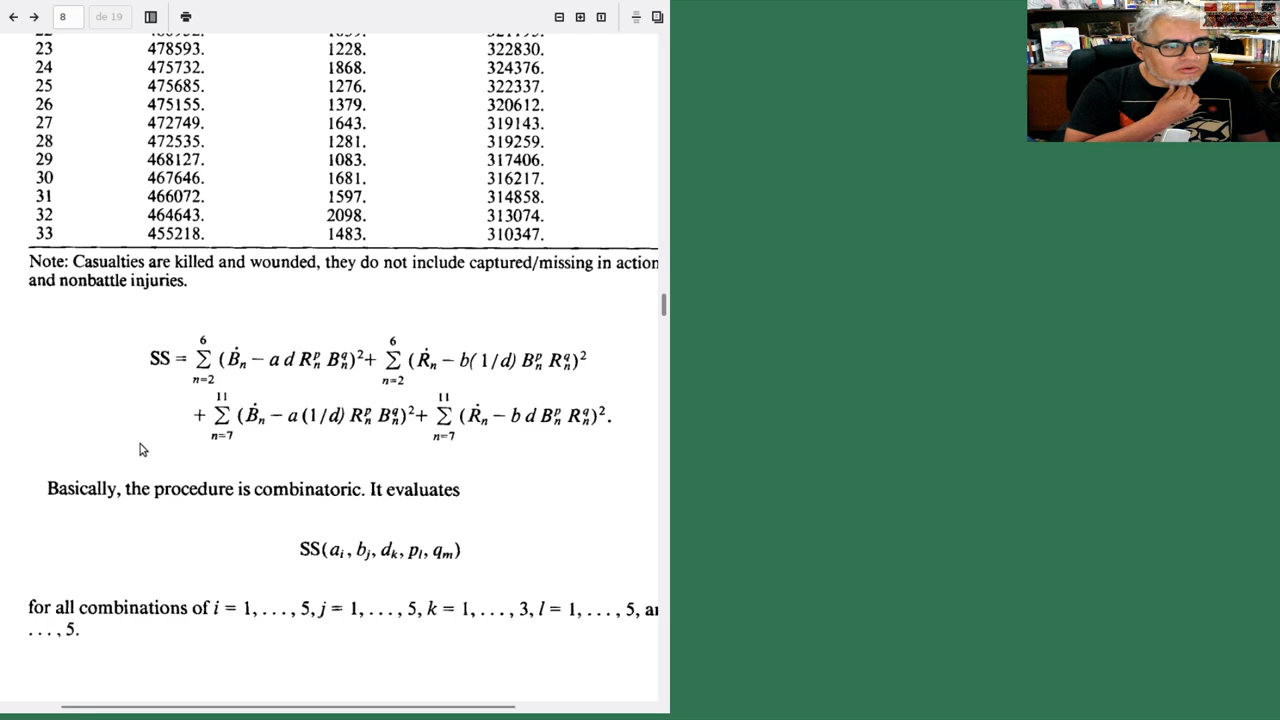 8 de 19
23 478593. 1228. 322830.
24 475732. 1868. 324376.
25 475685. 1276. 322337.
26 475155. 1379. 320612.
27 472749. 1643. 319143.
28 472535. 1281. 319259.
29 468127. 1083. 317406.
30 467646. 1681. 316217.
31 466072. 1597. 314858.
32 464643. 2098. 313074.
33 455218. 1483. 310347.
Note: Casualties are killed and wounded, they do not include captured/missing in action
and nonbattle injuries.
SS = ∑_{n=2}^{6} (Ḃ_n − a d R_n^p B_n^q)² + ∑_{n=2}^{6} (Ṙ_n − b(1/d) B_n^p R_n^q)²
+ ∑_{n=7}^{11} (Ḃ_n − a (1/d) R_n^p B_n^q)² + ∑_{n=7}^{11} (Ṙ_n − b d B_n^p R_n^q)².
Basically, the procedure is combinatoric. It evaluates
SS(a_i, b_j, d_k, p_l, q_m)
for all combinations of i = 1, . . . , 5, j = 1, . . . , 5, k = 1, . . . , 3, l = 1, . . . , 5,
. . . , 5.